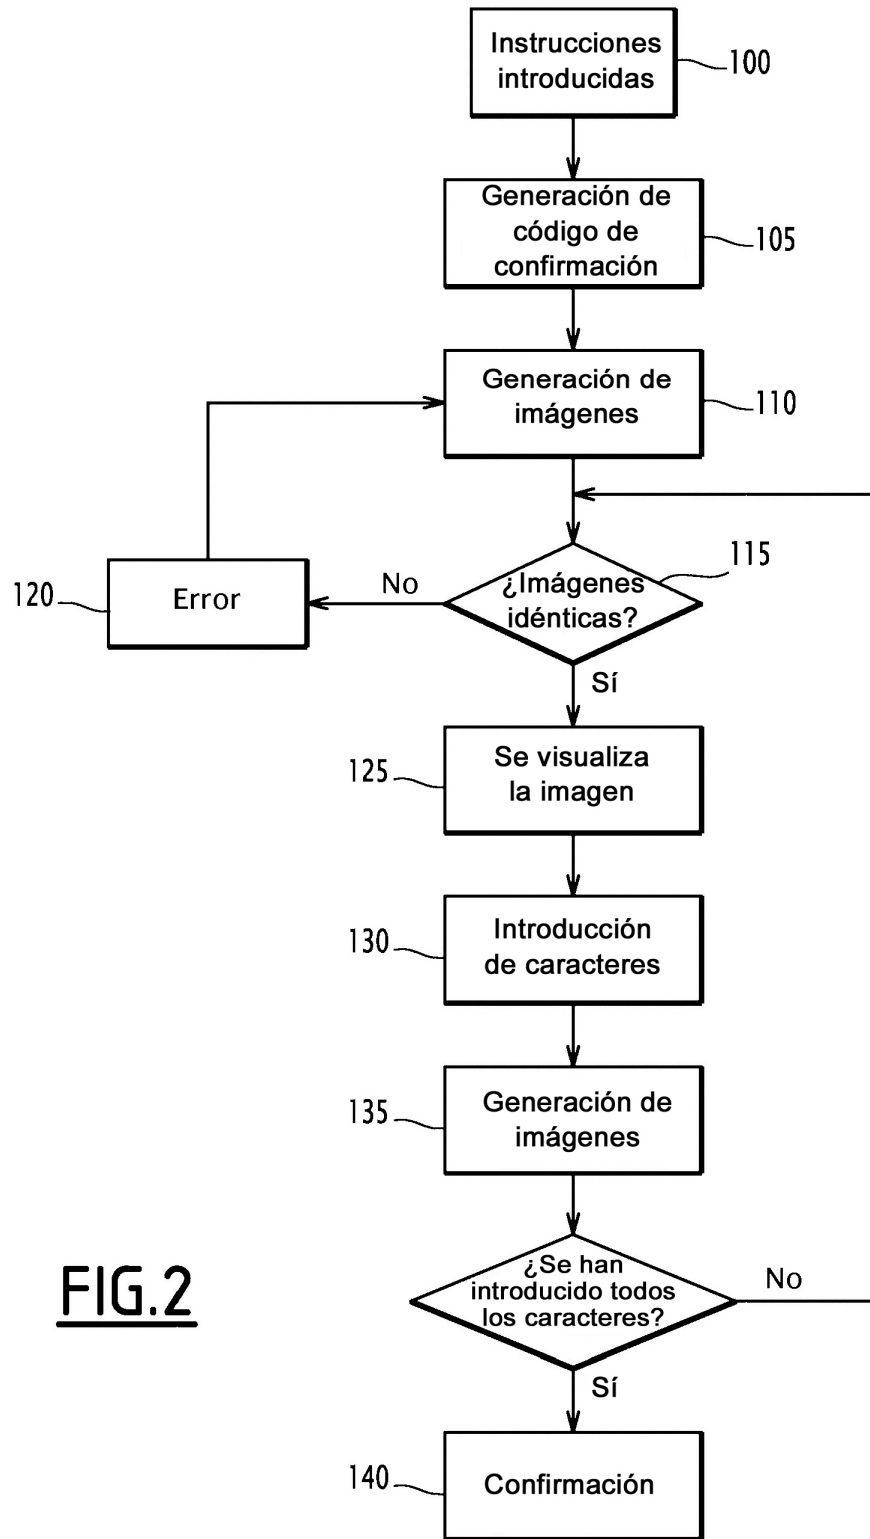 Instrucciones
introducidas
100
Generación de
código de
confirmación
105
Generación de
imágenes
110
115
¿Imágenes
idénticas?
No
Error
120
Sí
Se visualiza
la imagen
125
Introducción
de caracteres
130
Generación de
imágenes
135
¿Se han
introducido todos
los caracteres?
No
Sí
FIG.2
Confirmación
140